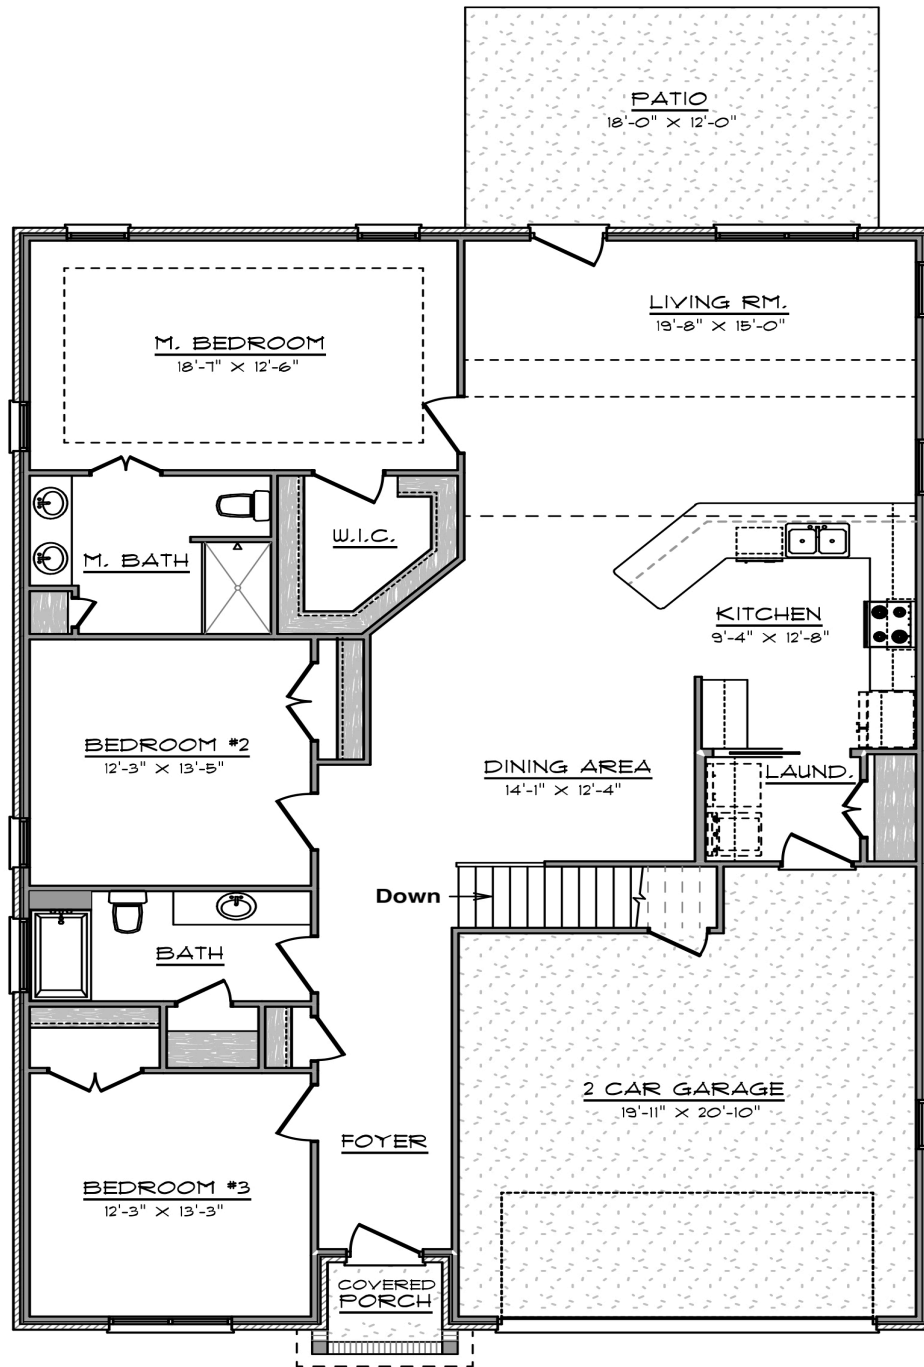 PATIO
18'-0" X 12'-0"
LIVING RM.
19'-8" X 15'-0"
M. BEDROOM
18'-7" X 12'-6"
W.I.C.
M. BATH
KITCHEN
9'-4" X 12'-8"
BEDROOM #2
12'-3" X 13'-5"
DINING AREA
14'-1" X 12'-4"
LAUND.
Down
BATH
2 CAR GARAGE
19'-11" X 20'-10"
FOYER
BEDROOM #3
12'-3" X 13'-3"
COVERED
PORCH